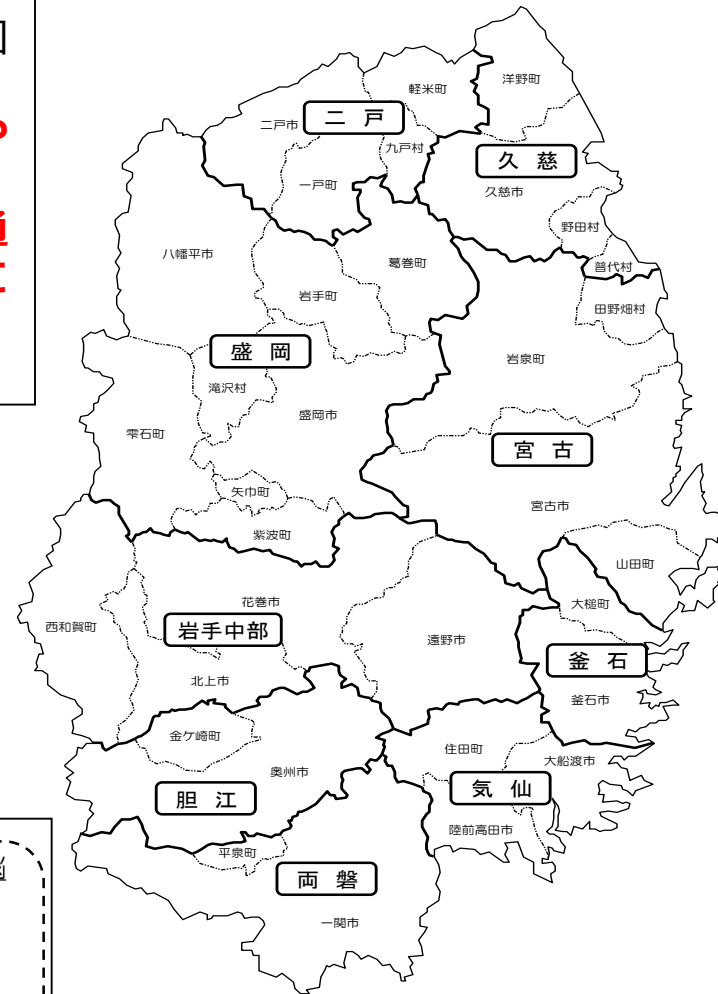 軽米町
洋野町
二戸
二戸市
九戸村
久慈
一戸町
久慈市
野田村
八幡平市
葛巻町
普代村
岩手町
田野畑村
盛岡
岩泉町
滝沢村
盛岡市
雫石町
宮古
矢巾町
宮古市
紫波町
山田町
花巻市
大槌町
西和賀町
岩手中部
遠野市
釜石
北上市
釜石市
金ケ崎町
住田町
大船渡市
奥州市
胆江
気仙
陸前高田市
平泉町
両磐
一関市